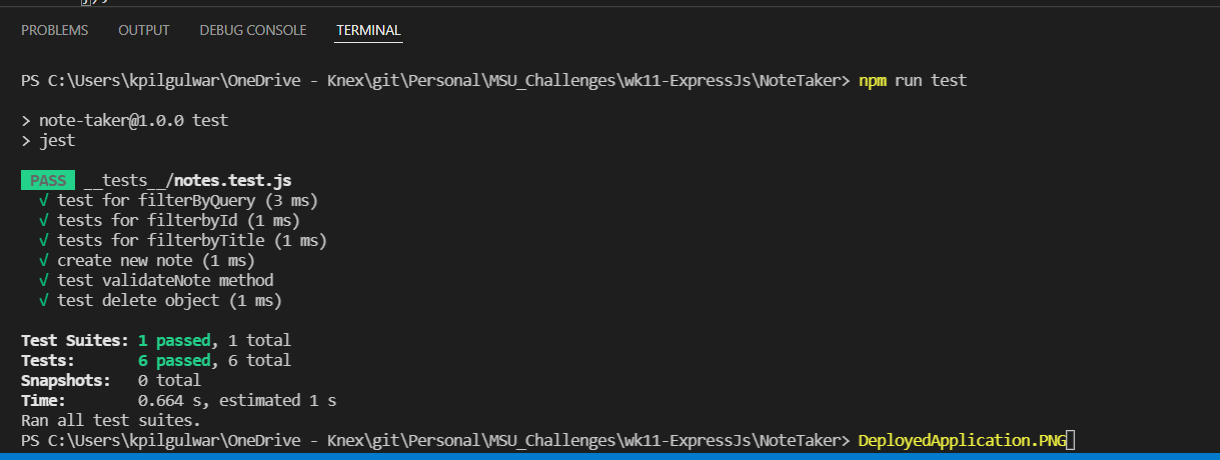 PROBLEMS OUTPUT DEBUG CONSOLE TERMINAL
PS C:\Users\kpilgulwar\OneDrive - Knex\git\Personal\MSU_Challenges\wk11-ExpressJs\NoteTaker> npm run test
> note-taker@1.0.0 test
> jest
PASS __tests__/notes.test.js
√ test for filterByQuery (3 ms)
√ tests for filterbyId (1 ms)
√ tests for filterbyTitle (1 ms)
√ create new note (1 ms)
√ test validateNote method
√ test delete object (1 ms)
Test Suites: 1 passed, 1 total
Tests: 6 passed, 6 total
Snapshots: 0 total
Time: 0.664 s, estimated 1 s
Ran all test suites.
PS C:\Users\kpilgulwar\OneDrive - Knex\git\Personal\MSU_Challenges\wk11-ExpressJs\NoteTaker> DeployedApplication.PNG